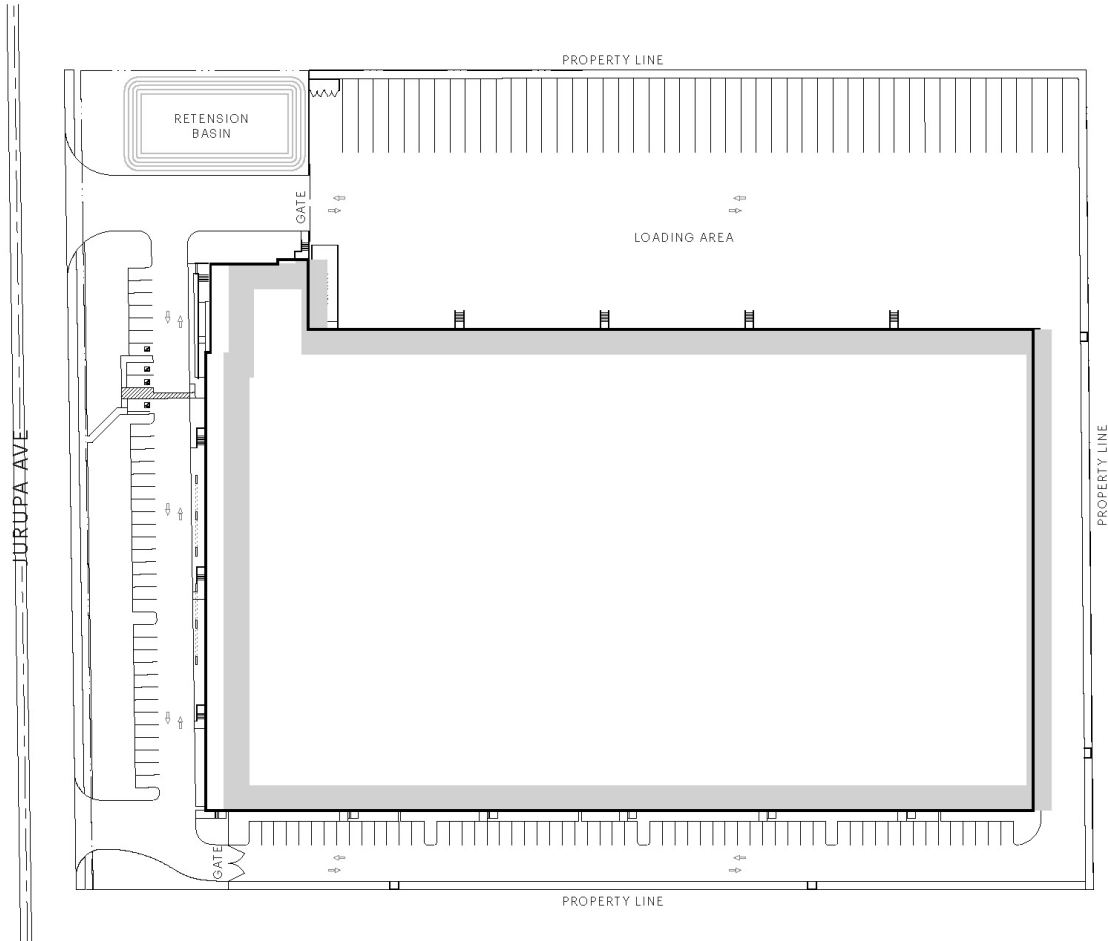 PROPERTY LINE
RETENSION
BASIN
GATE
LOADING AREA
JURUPA AVE
PROPERTY LINE
GATE
PROPERTY LINE